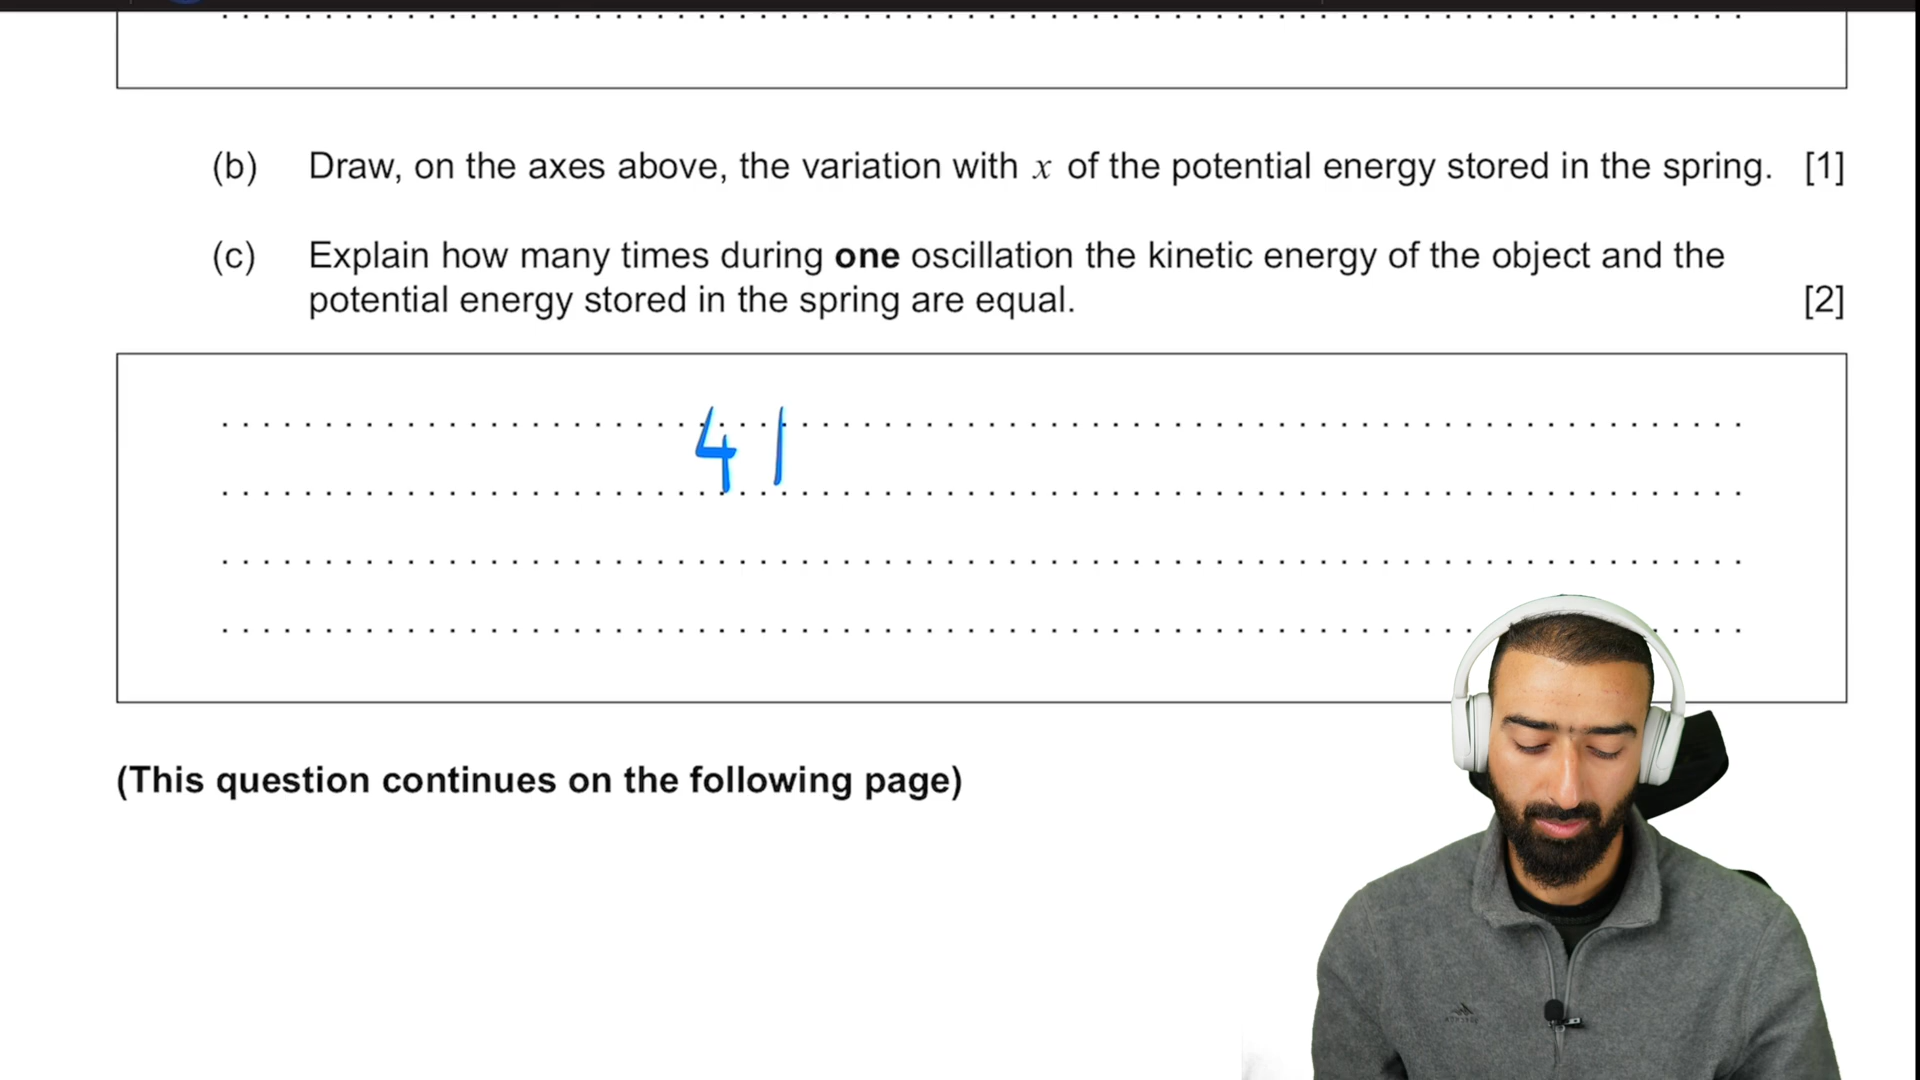 (b) Draw, on the axes above, the variation with x of the potential energy stored in the spring. [1]
(c) Explain how many times during one oscillation the kinetic energy of the object and the
potential energy stored in the spring are equal. [2]
4 |
(This question continues on the following page)